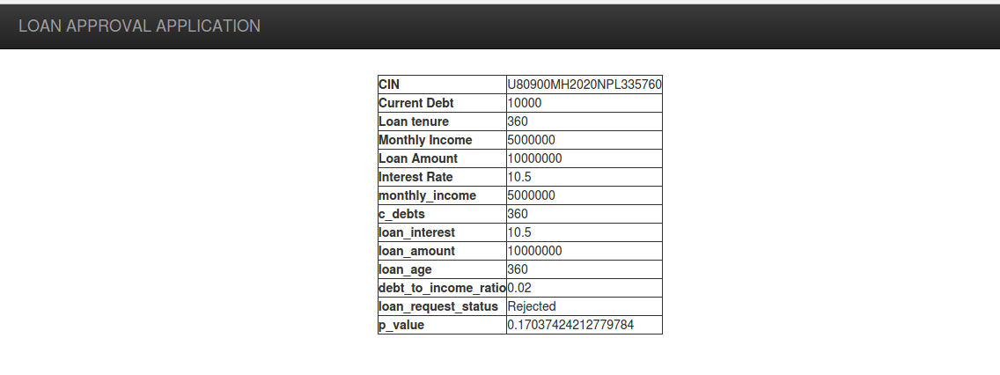 LOAN APPROVAL APPLICATION
CIN U80900MH2020NPL335760
Current Debt 10000
Loan tenure 360
Monthly Income 5000000
Loan Amount 10000000
Interest Rate 10.5
monthly_income 5000000
c_debts 360
loan_interest 10.5
loan_amount 10000000
loan_age 360
debt_to_income_ratio 0.02
loan_request_status Rejected
p_value 0.17037424212779784